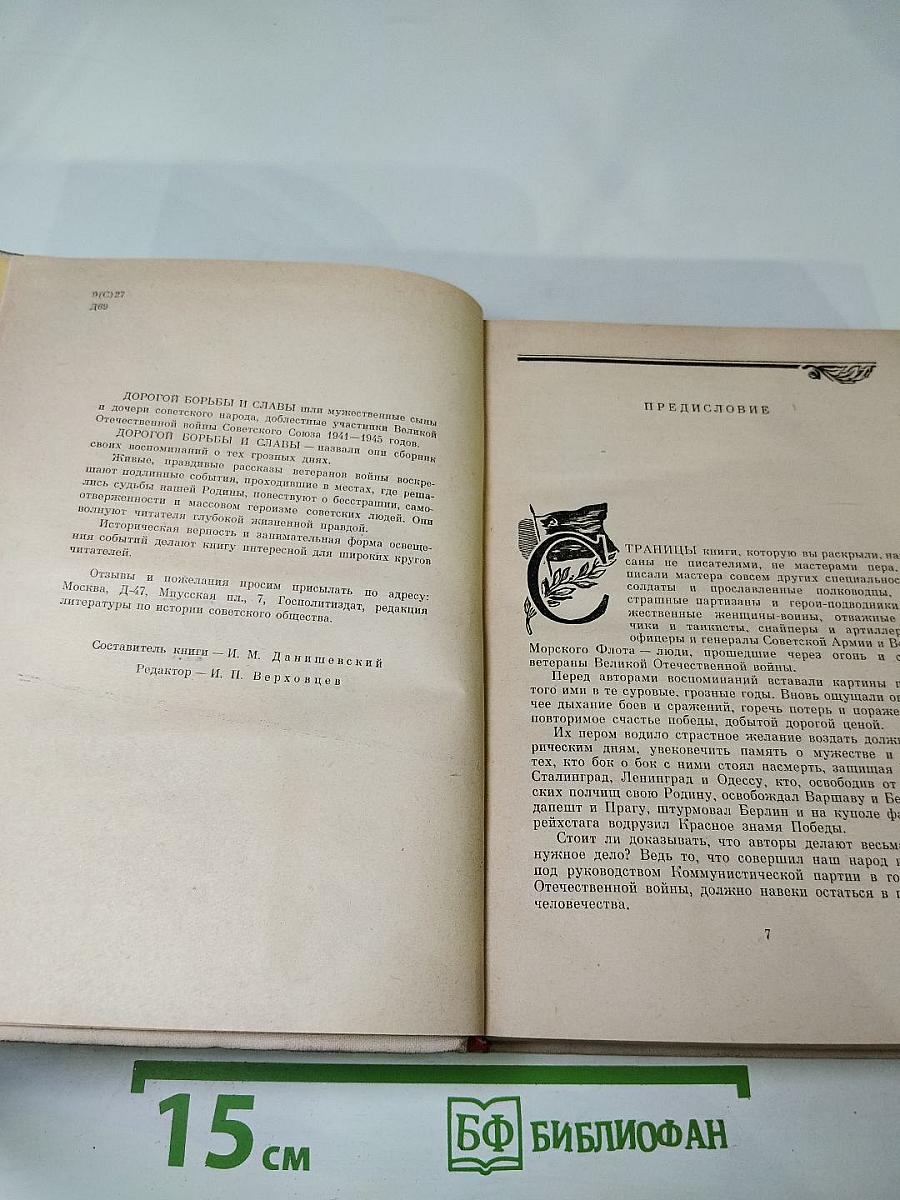 9(С)27
Д69
ДОРОГОЙ БОРЬБЫ И СЛАВЫ шли мужественные сыны
и дочери советского народа, доблестные участники Великой
Отечественной войны Советского Союза 1941—1945 годов.
ДОРОГОЙ БОРЬБЫ И СЛАВЫ — назвали они сборник
своих воспоминаний о тех грозных днях.
Живые, правдивые рассказы ветеранов войны воскре-
шают подлинные события, проходившие в местах, где реша-
лись судьбы нашей Родины, повествуют о бесстрашии, само-
отверженности и массовом героизме советских людей. Они
волнуют читателя глубокой жизненной правдой.
Историческая верность и занимательная форма освеще-
ния событий делают книгу интересной для широких кругов
читателей.
Отзывы и пожелания просим присылать по адресу:
Москва, Д-47, Миусская пл., 7, Госполитиздат, редакция
литературы по истории советского общества.
Составитель книги — И. М. Данишевский
Редактор — И. П. Верховцев
ПРЕДИСЛОВИЕ
СТРАНИЦЫ книги, которую вы раскрыли, на
саны не писателями, не мастерами пера.
писали мастера совсем других специальнос
солдаты и прославленные полководцы,
страшные партизаны и герои-подводники
жественные женщины-воины, отважные
чики и танкисты, снайперы и артиллер
офицеры и генералы Советской Армии и В
Морского Флота — люди, прошедшие через огонь и с
ветераны Великой Отечественной войны.
Перед авторами воспоминаний вставали картины п
того ими в те суровые, грозные годы. Вновь ощущали о
чее дыхание боев и сражений, горечь потерь и пораже
повторимое счастье победы, добытой дорогой ценой.
Их пером водило страстное желание воздать должн
рическим дням, увековечить память о мужестве и
тех, кто бок о бок с ними стоял насмерть, защищая
Сталинград, Ленинград и Одессу, кто, освободив от
ских полчищ свою Родину, освобождал Варшаву и Бе
дапешт и Прагу, штурмовал Берлин и на куполе фа
рейхстага водрузил Красное знамя Победы.
Стоит ли доказывать, что авторы делают весьма
нужное дело? Ведь то, что совершил наш народ
под руководством Коммунистической партии в го
Отечественной войны, должно навеки остаться в п
человечества.
7
15 см
БФ БИБЛИОФАН